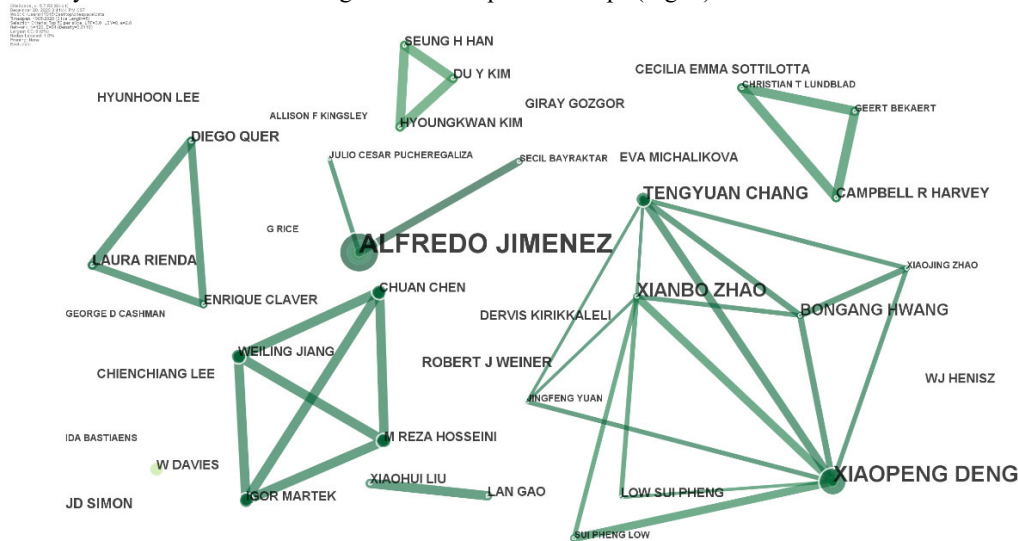 SEUNG H HAN
DU Y KIM
CECILIA EMMA SOTTILOTTA
CHRISTIAN T LUNDBLAD
HYUNHOON LEE
GIRAY GOZGOR
GEERT BEKAERT
ALLISON F KINGSLEY
HYOUNGKWAN KIM
DIEGO QUER
JULIO CESAR PUCHEREGALIZA
SECIL BAYRAKTAR
EVA MICHALIKOVA
TENGYUAN CHANG
CAMPBELL R HARVEY
G RICE
ALFREDO JIMENEZ
LAURA RIENDA
XIAOJING ZHAO
CHUAN CHEN
XIANBO ZHAO
ENRIQUE CLAVER
GEORGE D CASHMAN
DERVIS KIRIKKALELI
BONGANG HWANG
WEILING JIANG
ROBERT J WEINER
CHIENCHIANG LEE
WJ HENISZ
JINGFENG YUAN
IDA BASTIAENS
M REZA HOSSEINI
W DAVIES
XIAOHUI LIU
XIAOPENG DENG
JD SIMON
IGOR MARTEK
LAN GAO
LOW SUI PHENG
SUI PHENG LOW